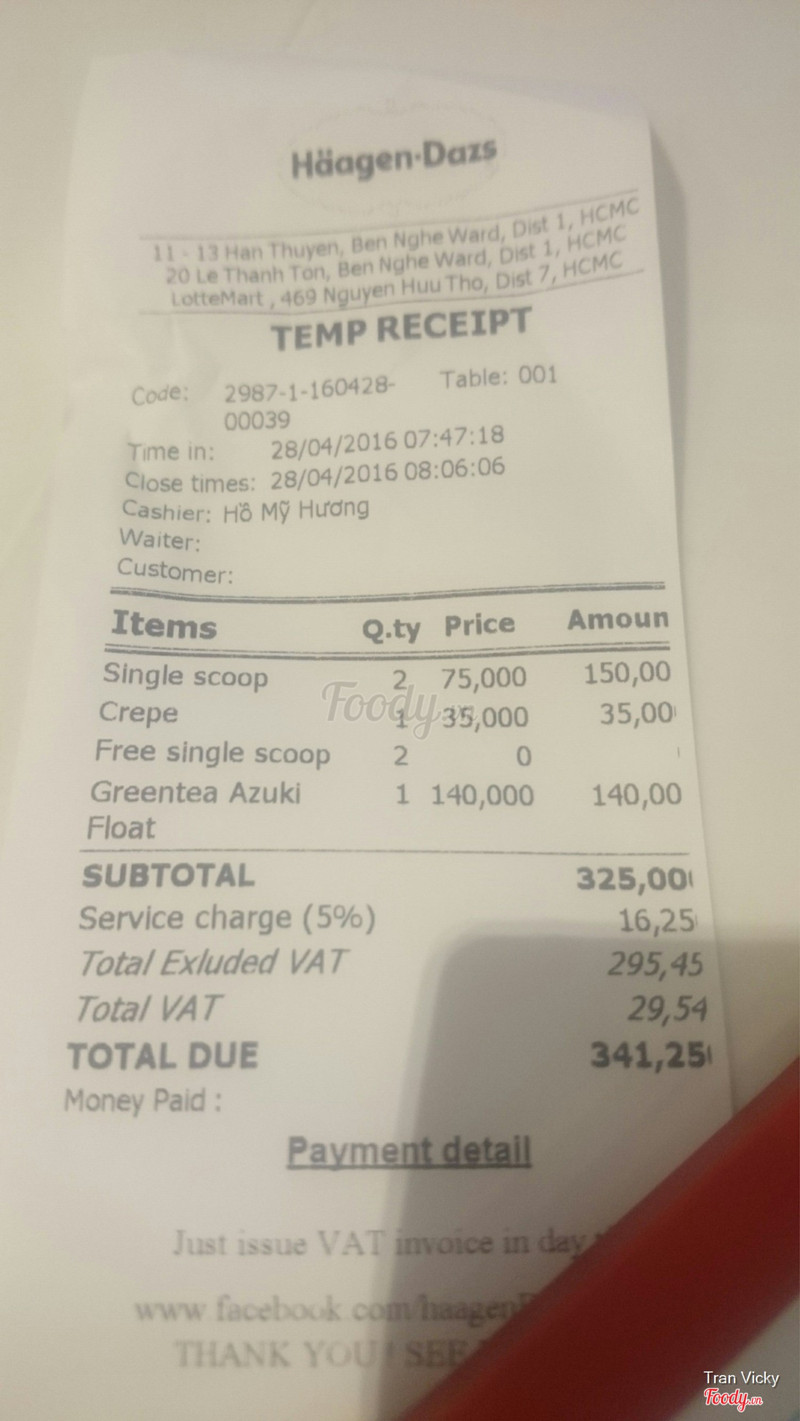 Häagen-Dazs
11 - 13 Han Thuyen, Ben Nghe Ward, Dist 1, HCMC
20 Le Thanh Ton, Ben Nghe Ward, Dist 1, HCMC
LotteMart , 469 Nguyen Huu Tho, Dist 7, HCMC
TEMP RECEIPT
Code: 2987-1-160428- Table: 001
00039
Time in: 28/04/2016 07:47:18
Close times: 28/04/2016 08:06:06
Cashier: Hồ Mỹ Hương
Waiter:
Customer:
Items Q.ty Price Amoun
Single scoop 2 75,000 150,00
Crepe 1 35,000 35,00
Free single scoop 2 0
Greentea Azuki 1 140,000 140,00
Float
SUBTOTAL 325,00
Service charge (5%) 16,25
Total Exluded VAT 295,45
Total VAT 29,54
TOTAL DUE 341,25
Money Paid :
Payment detail
Just issue VAT invoice in day
www facebook com/haagen
THANK YOU ! SEE
Foody.vn
Tran Vicky
Foody.vn